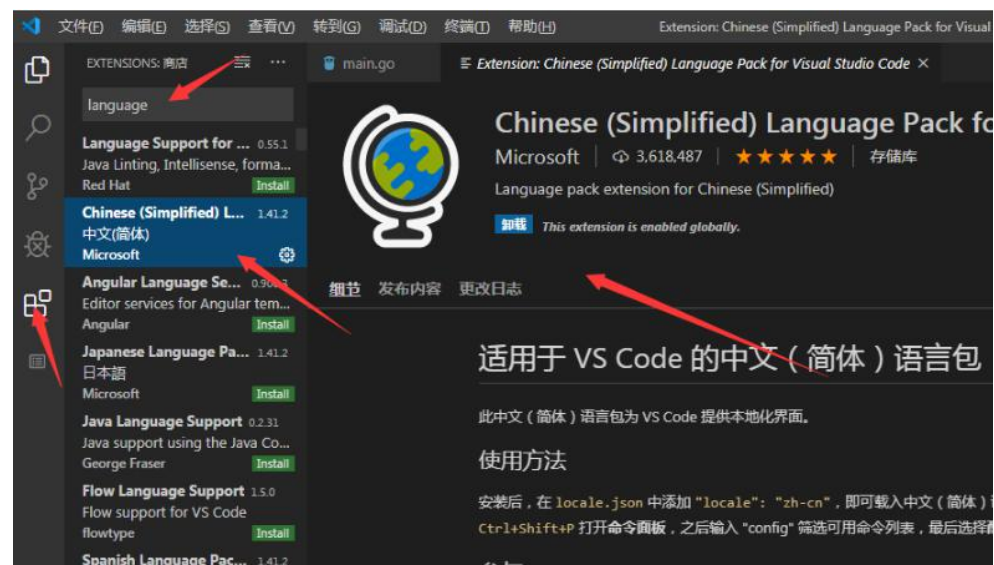 文件(F) 编辑(E) 选择(S) 查看(V) 转到(G) 调试(D) 终端(T) 帮助(H) Extension: Chinese (Simplified) Language Pack for Visual
EXTENSIONS: 商店
language
Language Support for ... 0.55.1
Java Linting, Intellisense, forma...
Red Hat Install
Chinese (Simplified) L... 1.41.2
中文(简体)
Microsoft
Angular Language Se...
Editor services for Angular tem...
Angular Install
Japanese Language Pa... 1.41.2
日本語
Microsoft Install
Java Language Support 0.2.31
Java support using the Java Co...
George Fraser Install
Flow Language Support 1.5.0
Flow support for VS Code
flowtype Install
Spanish Language Pac... 1.41.2
main.go Extension: Chinese (Simplified) Language Pack for Visual Studio Code
Chinese (Simplified) Language Pack fo
Microsoft 3,618,487 存储库
Language pack extension for Chinese (Simplified)
卸载 This extension is enabled globally.
细节 发布内容 更改日志
适用于 VS Code 的中文（简体）语言包
此中文（简体）语言包为 VS Code 提供本地化界面。
使用方法
安装后，在 locale.json 中添加 "locale": "zh-cn"，即可载入中文（简体）
Ctrl+Shift+P 打开命令面板，之后输入 "config" 筛选可用命令列表，最后选择